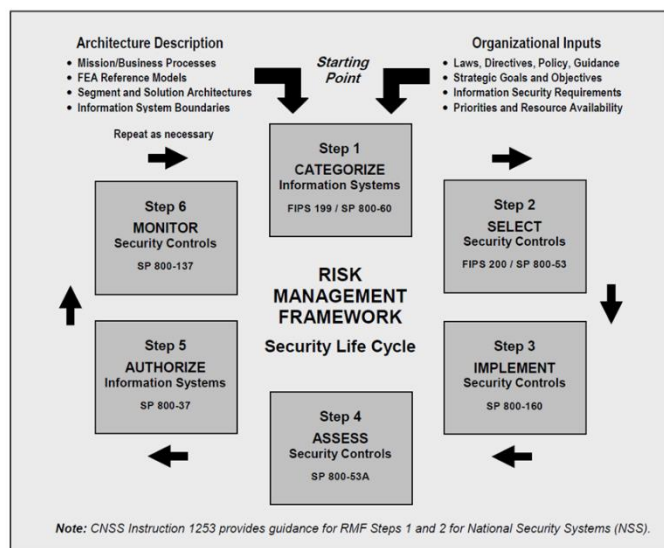 Architecture Description
• Mission/Business Processes
• FEA Reference Models
• Segment and Solution Architectures
• Information System Boundaries
Starting
Point
Organizational Inputs
• Laws, Directives, Policy, Guidance
• Strategic Goals and Objectives
• Information Security Requirements
• Priorities and Resource Availability
Repeat as necessary
Step 1
CATEGORIZE
Information Systems
FIPS 199 / SP 800-60
Step 2
SELECT
Security Controls
FIPS 200 / SP 800-53
Step 3
IMPLEMENT
Security Controls
SP 800-160
Step 4
ASSESS
Security Controls
SP 800-53A
Step 5
AUTHORIZE
Information Systems
SP 800-37
Step 6
MONITOR
Security Controls
SP 800-137
RISK
MANAGEMENT
FRAMEWORK
Security Life Cycle
Note: CNSS Instruction 1253 provides guidance for RMF Steps 1 and 2 for National Security Systems (NSS).